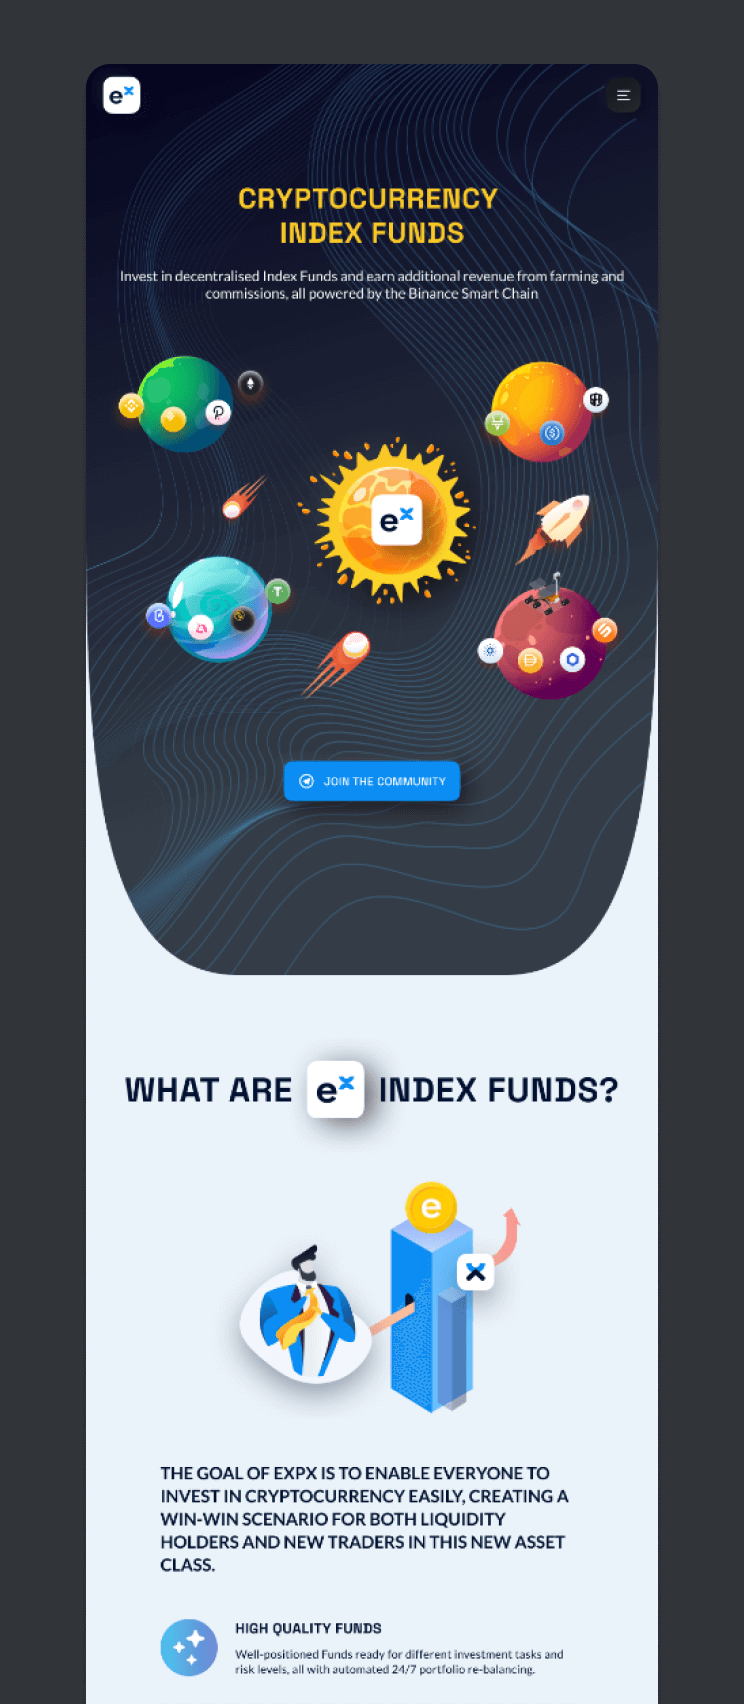 ex
CRYPTOCURRENCY
INDEX FUNDS
Invest in decentralised Index Funds and earn additional revenue from farming and
commissions, all powered by the Binance Smart Chain
ex
JOIN THE COMMUNITY
WHAT ARE ex INDEX FUNDS?
e
x
THE GOAL OF EXPX IS TO ENABLE EVERYONE TO
INVEST IN CRYPTOCURRENCY EASILY, CREATING A
WIN-WIN SCENARIO FOR BOTH LIQUIDITY
HOLDERS AND NEW TRADERS IN THIS NEW ASSET
CLASS.
HIGH QUALITY FUNDS
Well-positioned Funds ready for different investment tasks and
risk levels, all with automated 24/7 portfolio re-balancing.